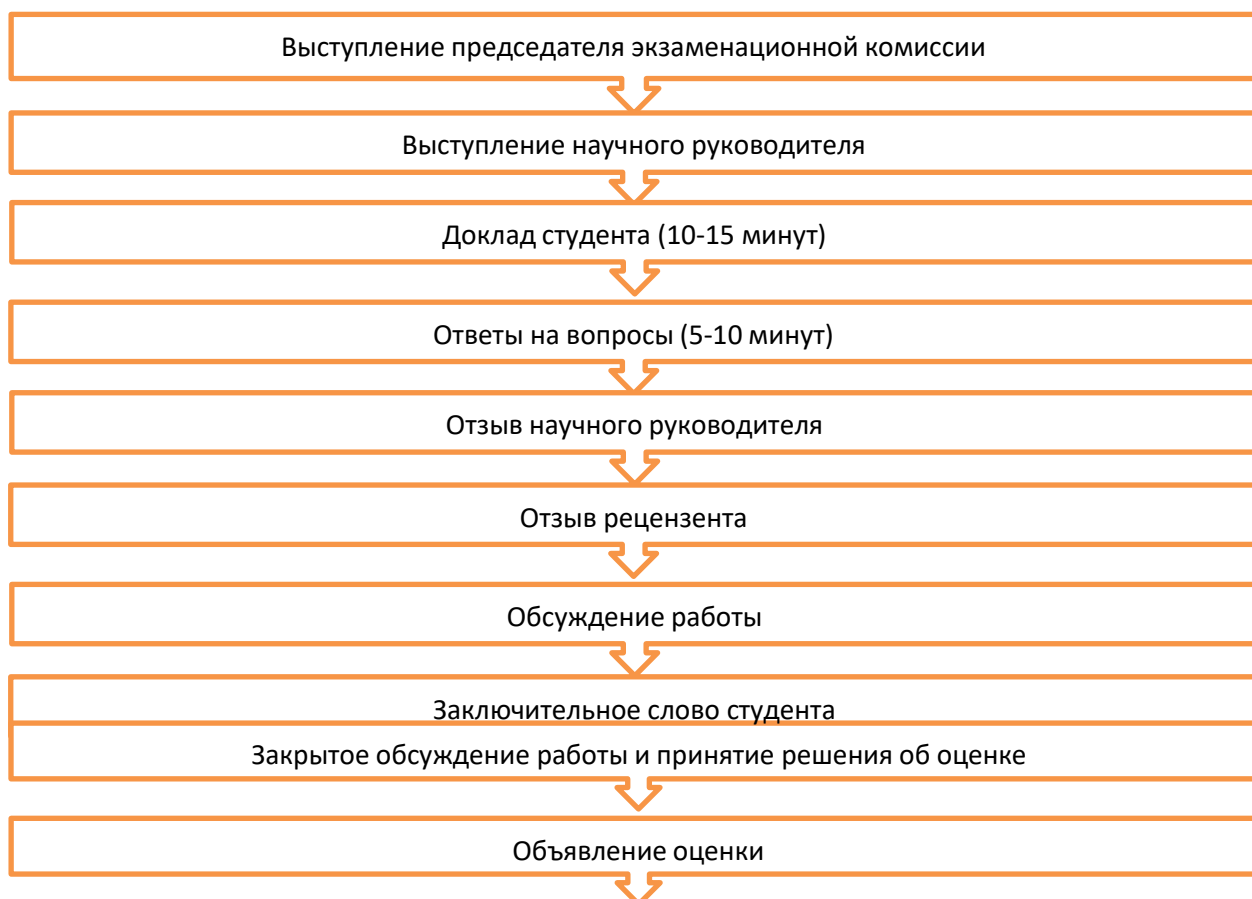 Выступление председателя экзаменационной комиссии
Выступление научного руководителя
Доклад студента (10-15 минут)
Ответы на вопросы (5-10 минут)
Отзыв научного руководителя
Отзыв рецензента
Обсуждение работы
Заключительное слово студента
Закрытое обсуждение работы и принятие решения об оценке
Объявление оценки